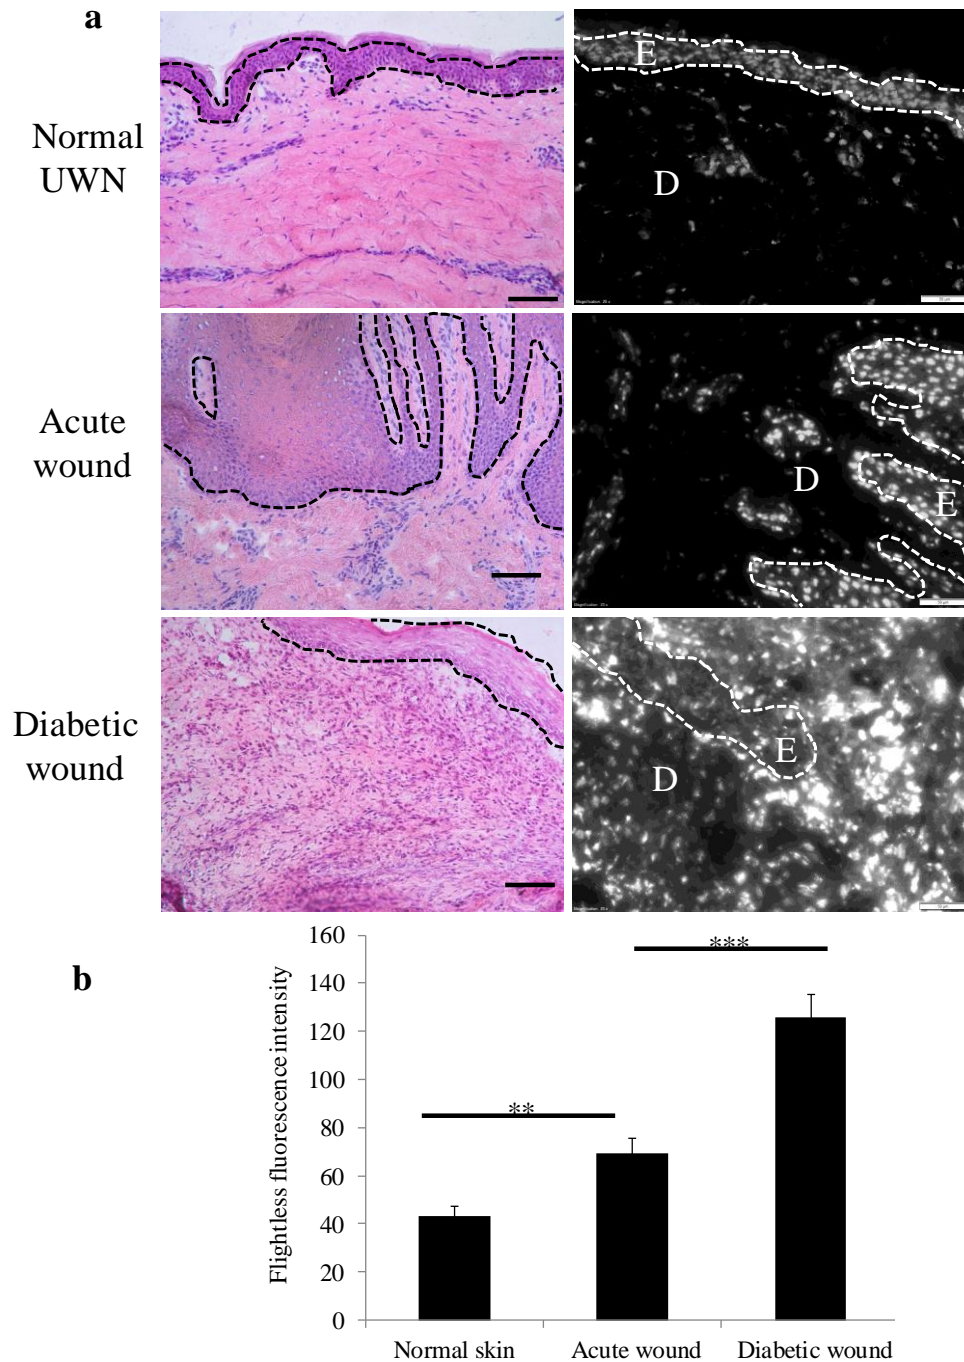 a
Normal
UWN
E
D
Acute
wound
D
E
Diabetic
wound
D
E
b
Flightless fluorescence intensity
160
140
120
100
80
60
40
20
0
**
***
Normal skin
Acute wound
Diabetic wound